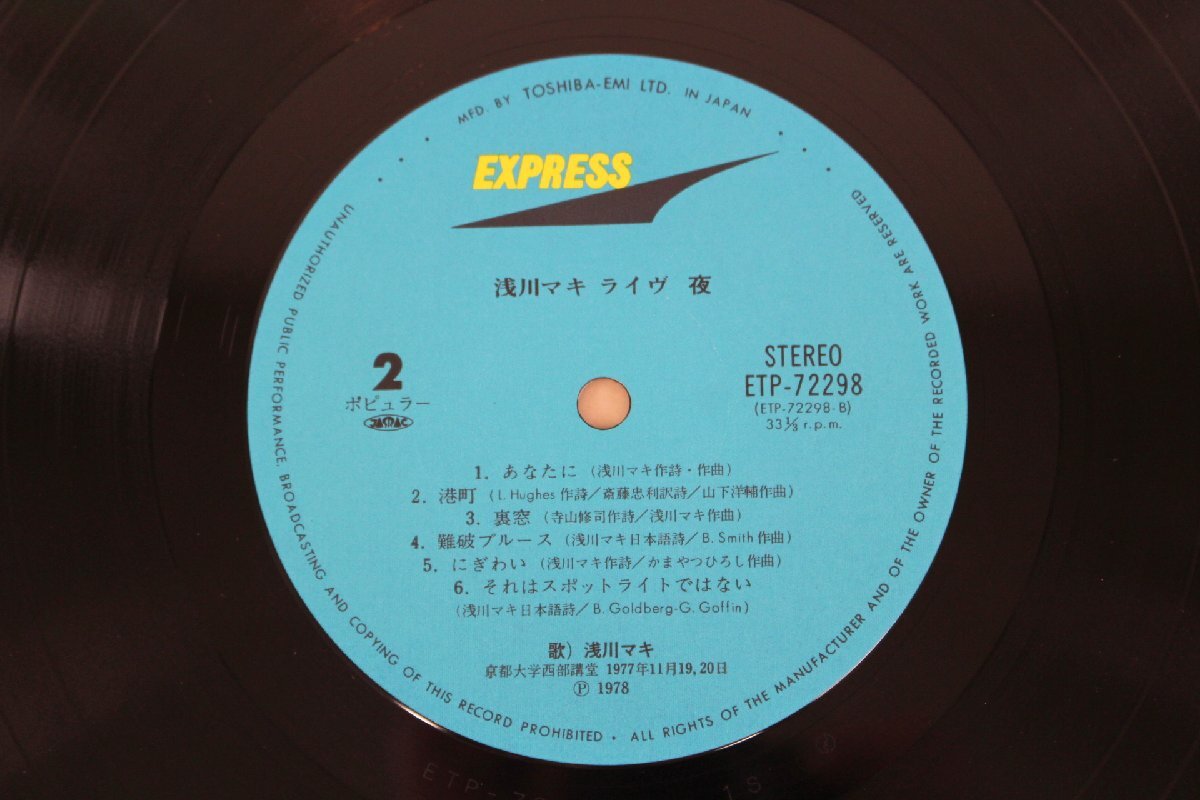 MFD. BY TOSHIBA-EMI LTD. IN JAPAN
EXPRESS
浅川マキ ライヴ 夜
2
ポピュラー
JASRAC
STEREO
ETP-72298
(ETP-72298-B)
33⅓ r.p.m.
1. あなたに (浅川マキ作詩・作曲)
2. 港町 (L. Hughes 作詩/斎藤忠利訳詩/山下洋輔作曲)
3. 裏窓 (寺山修司作詩/浅川マキ作曲)
4. 難破ブルース (浅川マキ日本語詩/B. Smith 作曲)
5. にぎわい (浅川マキ作詩/かまやつひろし作曲)
6. それはスポットライトではない
(浅川マキ日本語詩/B. Goldberg-G. Goffin)
歌) 浅川マキ
京都大学西部講堂 1977年11月19,20日
Ⓟ 1978
UNAUTHORIZED PUBLIC PERFORMANCE, BROADCASTING AND COPYING OF THIS RECORD PROHIBITED • ALL RIGHTS OF THE MANUFACTURER AND OF THE OWNER OF THE RECORDED WORK ARE RESERVED